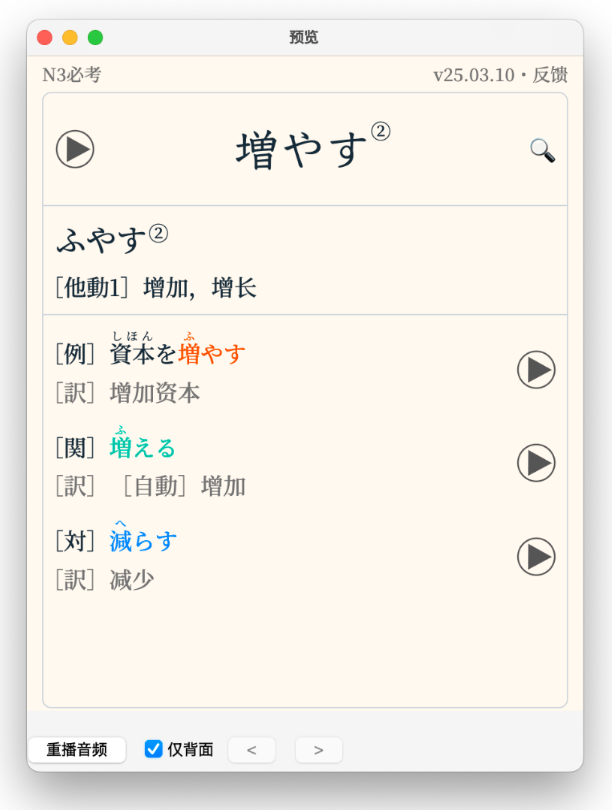 预览
N3必考 v25.03.10・反馈
増やす②
ふやす②
［他動1］増加，增长
しほん ふ
［例］資本を増やす
［訳］增加资本
ふ
［関］増える
［訳］［自動］增加
へ
［対］減らす
［訳］减少
重播音频 仅背面 < >